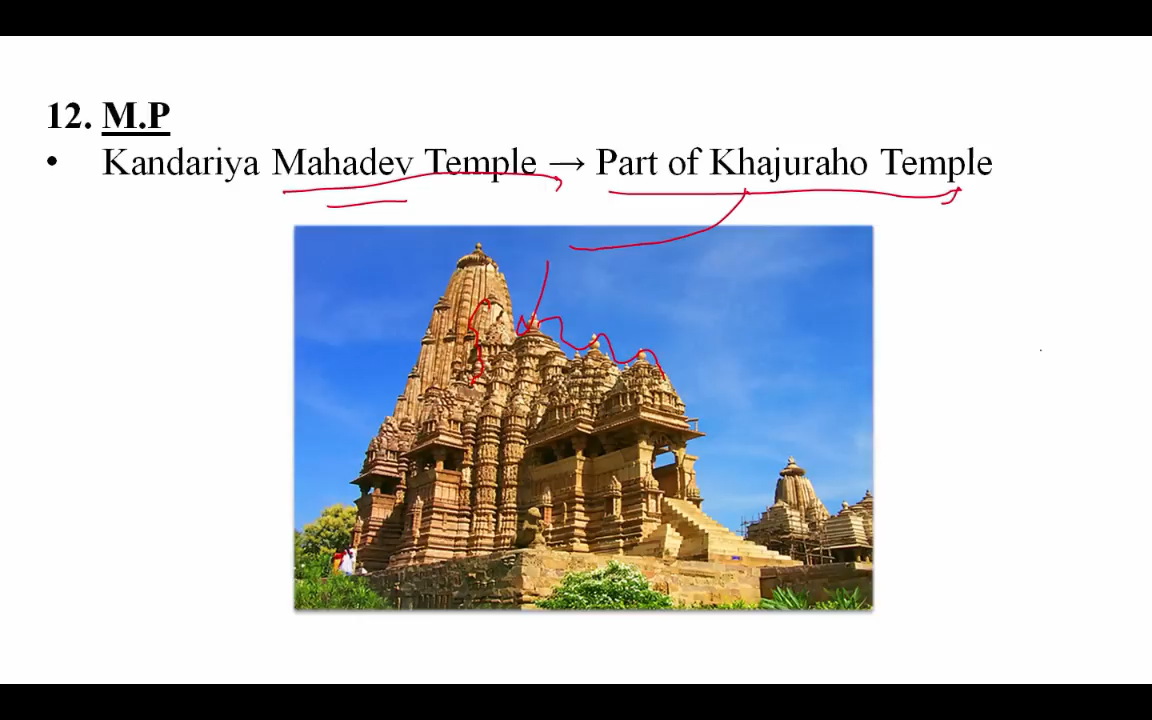 12. M.P
• Kandariya Mahadev Temple → Part of Khajuraho Temple